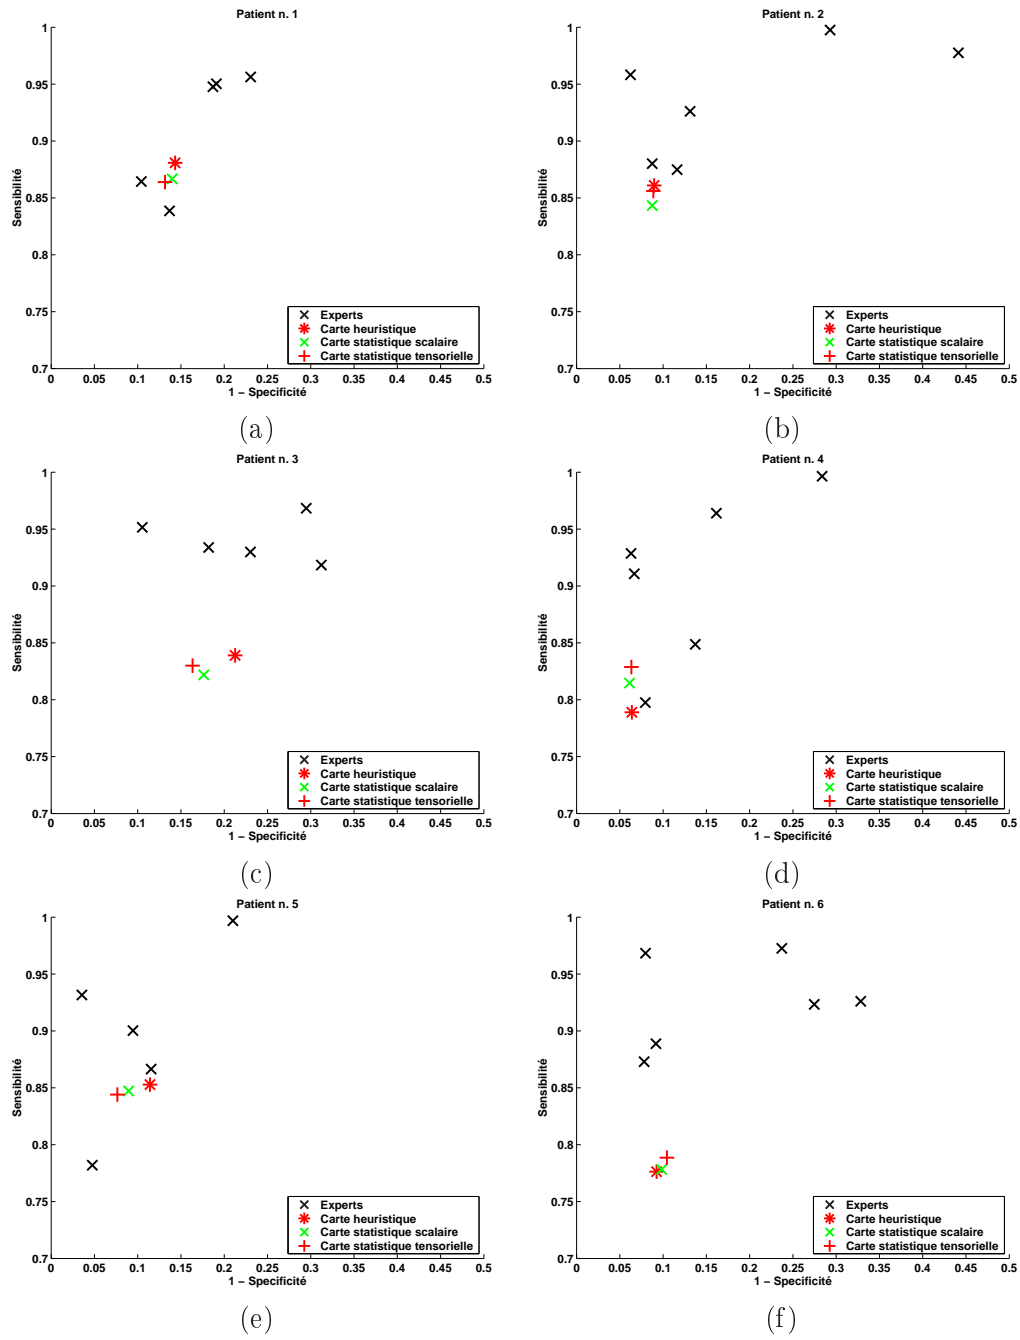 Patient n. 1
1
0.95
0.9
0.85
0.8
0.75
0.7
Sensibilité
Experts
Carte heuristique
Carte statistique scalaire
Carte statistique tensorielle
0 0.05 0.1 0.15 0.2 0.25 0.3 0.35 0.4 0.45 0.5
1 – Specificité
(a)
Patient n. 2
1
0.95
0.9
0.85
0.8
0.75
0.7
Sensibilité
Experts
Carte heuristique
Carte statistique scalaire
Carte statistique tensorielle
0 0.05 0.1 0.15 0.2 0.25 0.3 0.35 0.4 0.45 0.5
1 – Specificité
(b)
Patient n. 3
1
0.95
0.9
0.85
0.8
0.75
0.7
Sensibilité
Experts
Carte heuristique
Carte statistique scalaire
Carte statistique tensorielle
0 0.05 0.1 0.15 0.2 0.25 0.3 0.35 0.4 0.45 0.5
1 – Specificité
(c)
Patient n. 4
1
0.95
0.9
0.85
0.8
0.75
0.7
Sensibilité
Experts
Carte heuristique
Carte statistique scalaire
Carte statistique tensorielle
0 0.05 0.1 0.15 0.2 0.25 0.3 0.35 0.4 0.45 0.5
1 – Specificité
(d)
Patient n. 5
1
0.95
0.9
0.85
0.8
0.75
0.7
Sensibilité
Experts
Carte heuristique
Carte statistique scalaire
Carte statistique tensorielle
0 0.05 0.1 0.15 0.2 0.25 0.3 0.35 0.4 0.45 0.5
1 – Specificité
(e)
Patient n. 6
1
0.95
0.9
0.85
0.8
0.75
0.7
Sensibilité
Experts
Carte heuristique
Carte statistique scalaire
Carte statistique tensorielle
0 0.05 0.1 0.15 0.2 0.25 0.3 0.35 0.4 0.45 0.5
1 – Specificité
(f)